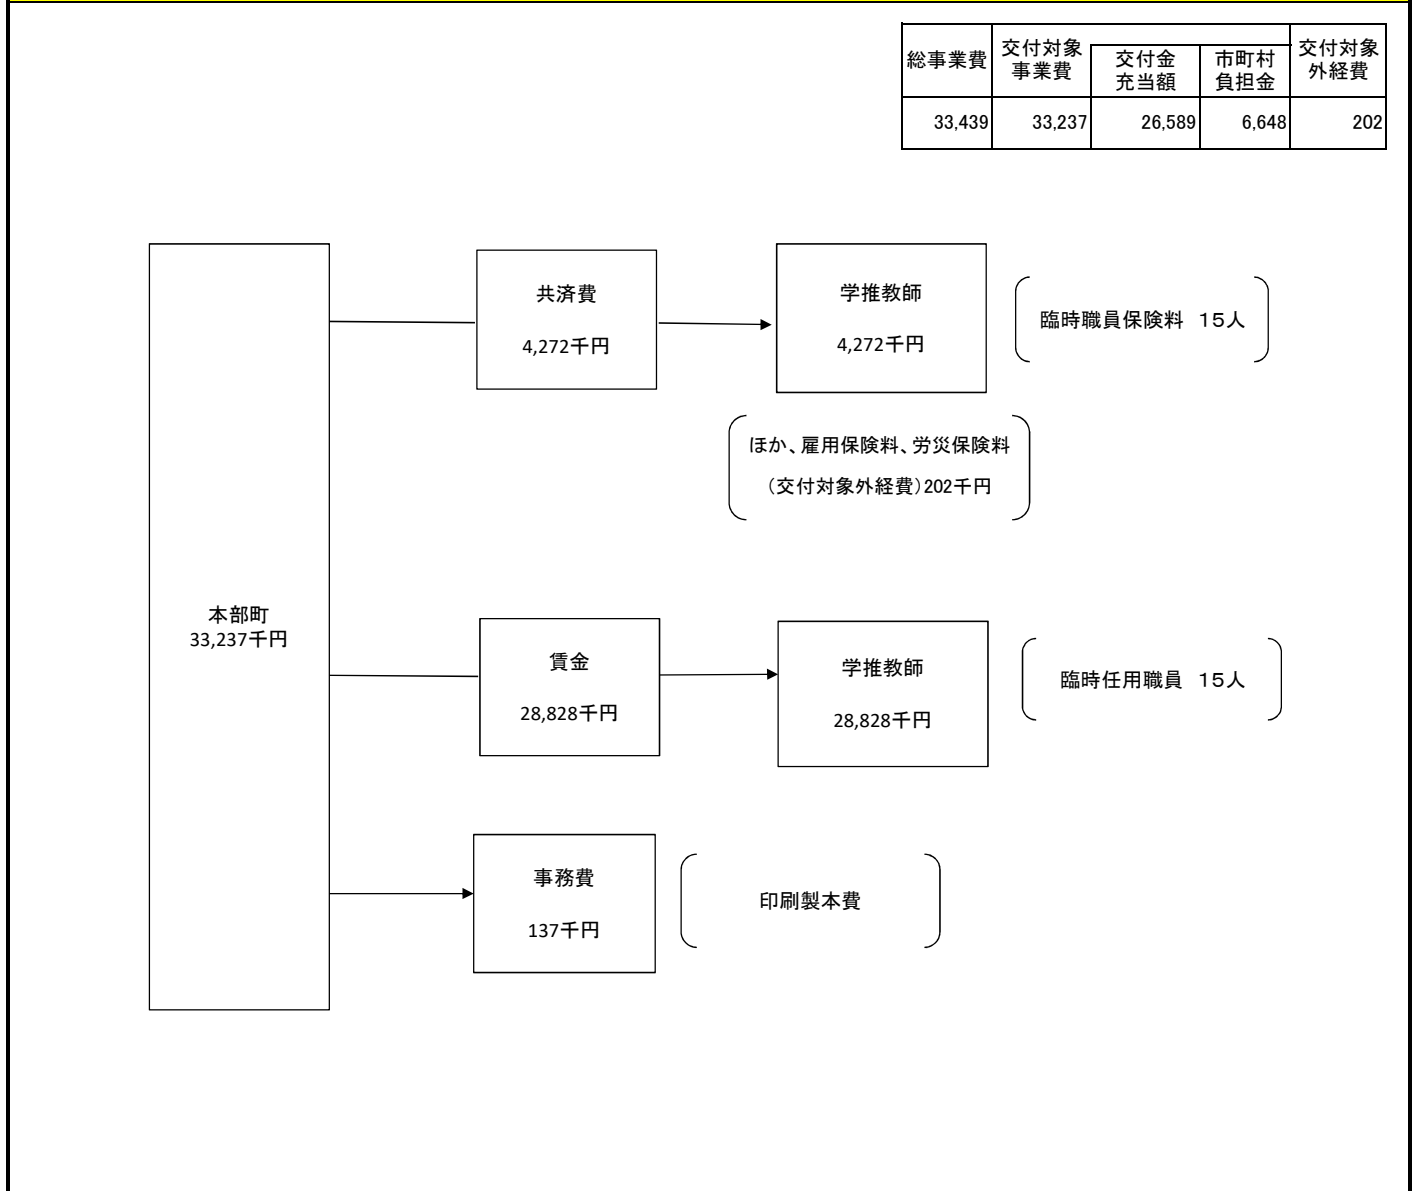 総事業費
交付対象
事業費
交付金
充当額
市町村
負担金
交付対象
外経費
33,439 33,237 26,589 6,648 202
共済費
4,272千円
学推教師
4,272千円
臨時職員保険料 15人
ほか、雇用保険料、労災保険料
(交付対象外経費)202千円
本部町
33,237千円
賃金
28,828千円
学推教師
28,828千円
臨時任用職員 15人
事務費
137千円
印刷製本費